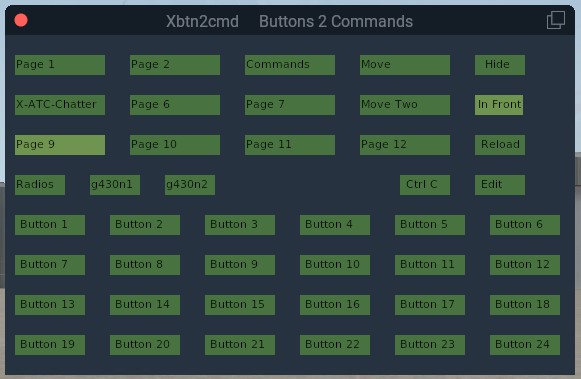 Xbtn2cmd Buttons 2 Commands
Page 1 Page 2 Commands Move Hide
X-ATC-Chatter Page 6 Page 7 Move Two In Front
Page 9 Page 10 Page 11 Page 12 Reload
Radios g430n1 g430n2 Ctrl C Edit
Button 1 Button 2 Button 3 Button 4 Button 5 Button 6
Button 7 Button 8 Button 9 Button 10 Button 11 Button 12
Button 13 Button 14 Button 15 Button 16 Button 17 Button 18
Button 19 Button 20 Button 21 Button 22 Button 23 Button 24